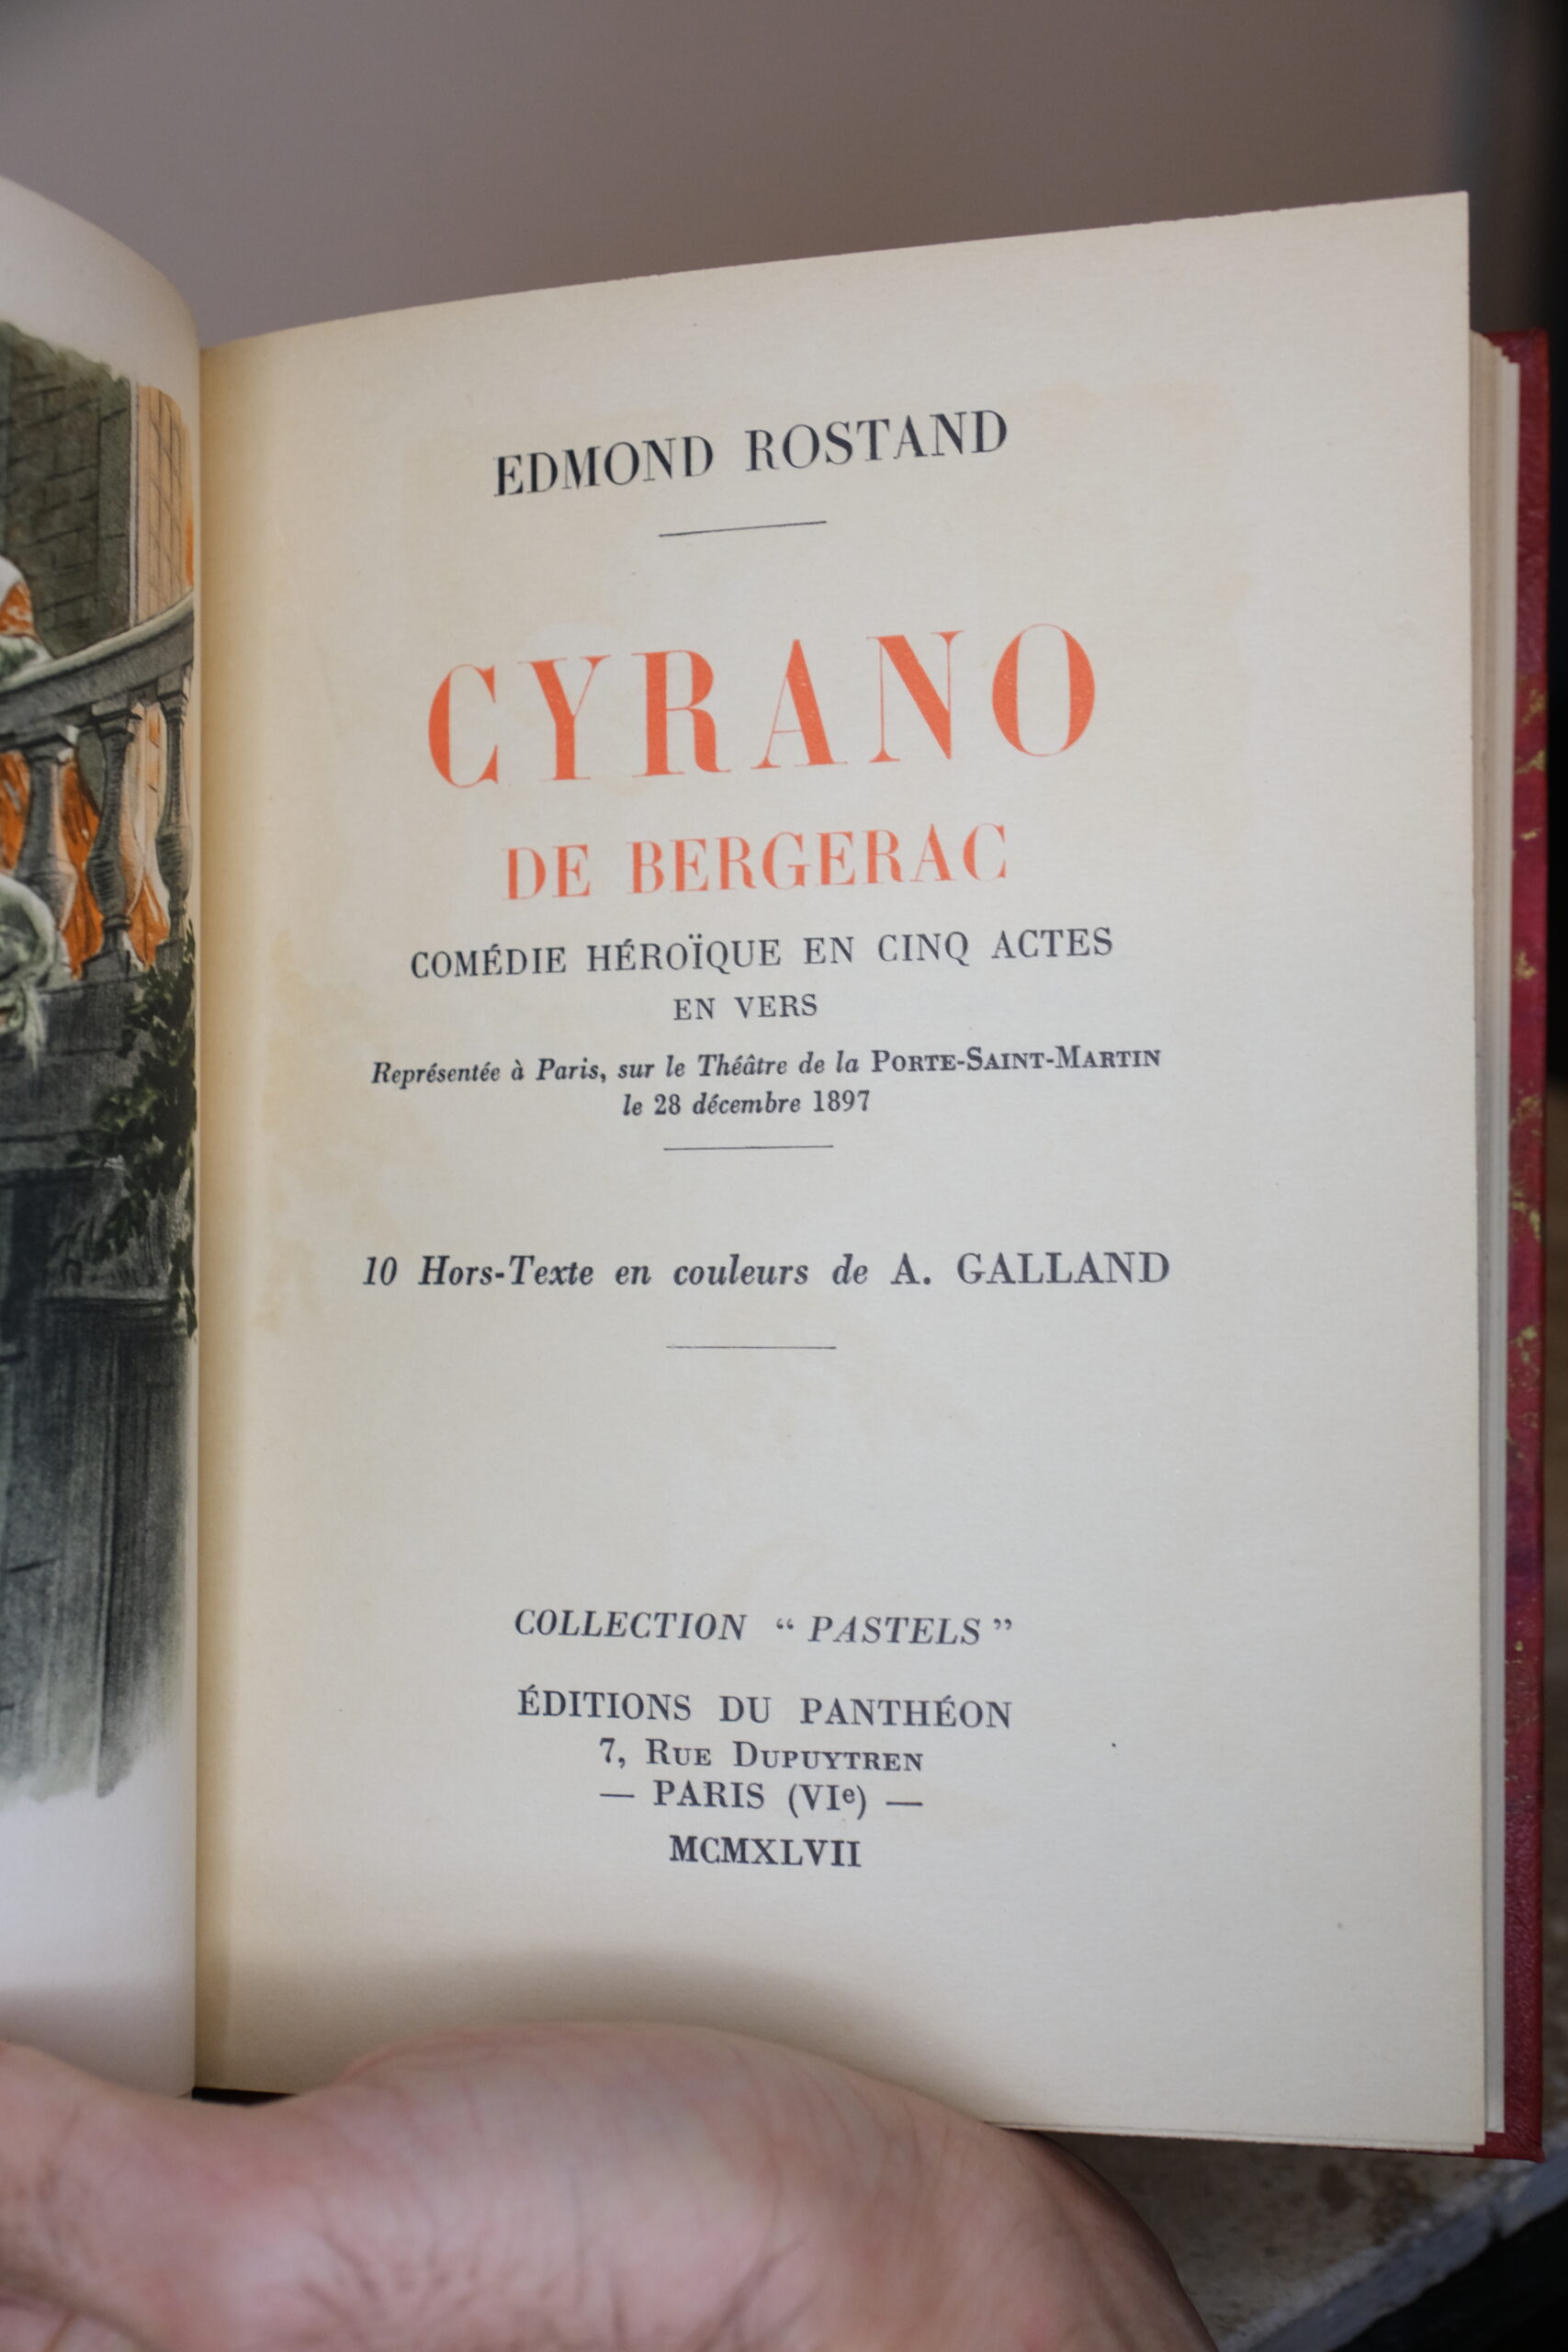 EDMOND ROSTAND
CYRANO
DE BERGERAC
COMÉDIE HÉROÏQUE EN CINQ ACTES
EN VERS
Représentée à Paris, sur le Théâtre de la PORTE-SAINT-MARTIN
le 28 décembre 1897
10 Hors-Texte en couleurs de A. GALLAND
COLLECTION “ PASTELS ”
ÉDITIONS DU PANTHÉON
7, RUE DUPUYTREN
— PARIS (VIe) —
MCMXLVII